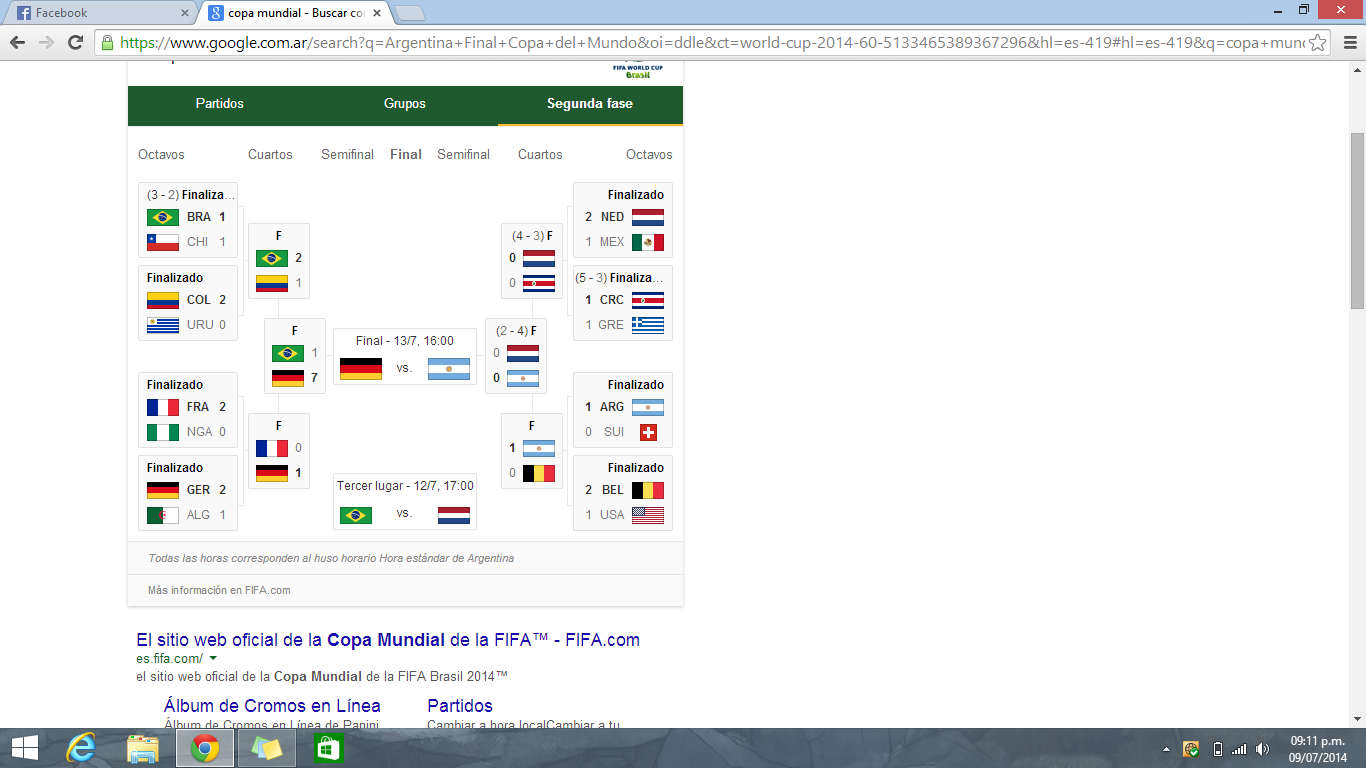 Facebook
copa mundial - Buscar co
https://www.google.com.ar/search?q=Argentina+Final+Copa+del+Mundo&oi=ddle&ct=world-cup-2014-60-5133465389367296&hl=es-419#hl=es-419&q=copa+mun
FIFA WORLD CUP
Brasil
Partidos Grupos Segunda fase
Octavos Cuartos Semifinal Final Semifinal Cuartos Octavos
(3 - 2) Finaliza...
BRA 1
CHI 1
Finalizado
COL 2
URU 0
Finalizado
FRA 2
NGA 0
Finalizado
GER 2
ALG 1
F
2
1
F
1
7
F
0
1
Final - 13/7, 16:00
vs.
Tercer lugar - 12/7, 17:00
vs.
(4 - 3) F
0
0
(2 - 4) F
0
0
F
1
0
Finalizado
2 NED
1 MEX
(5 - 3) Finaliza...
1 CRC
1 GRE
Finalizado
1 ARG
0 SUI
Finalizado
2 BEL
1 USA
Todas las horas corresponden al huso horario Hora estándar de Argentina
Más información en FIFA.com
El sitio web oficial de la Copa Mundial de la FIFA™ - FIFA.com
es.fifa.com/
el sitio web oficial de la Copa Mundial de la FIFA Brasil 2014™
Álbum de Cromos en Línea
Álbum de Cromos en Línea de Panini
Partidos
Cambiar a hora localCambiar a tu
09:11 p.m.
09/07/2014